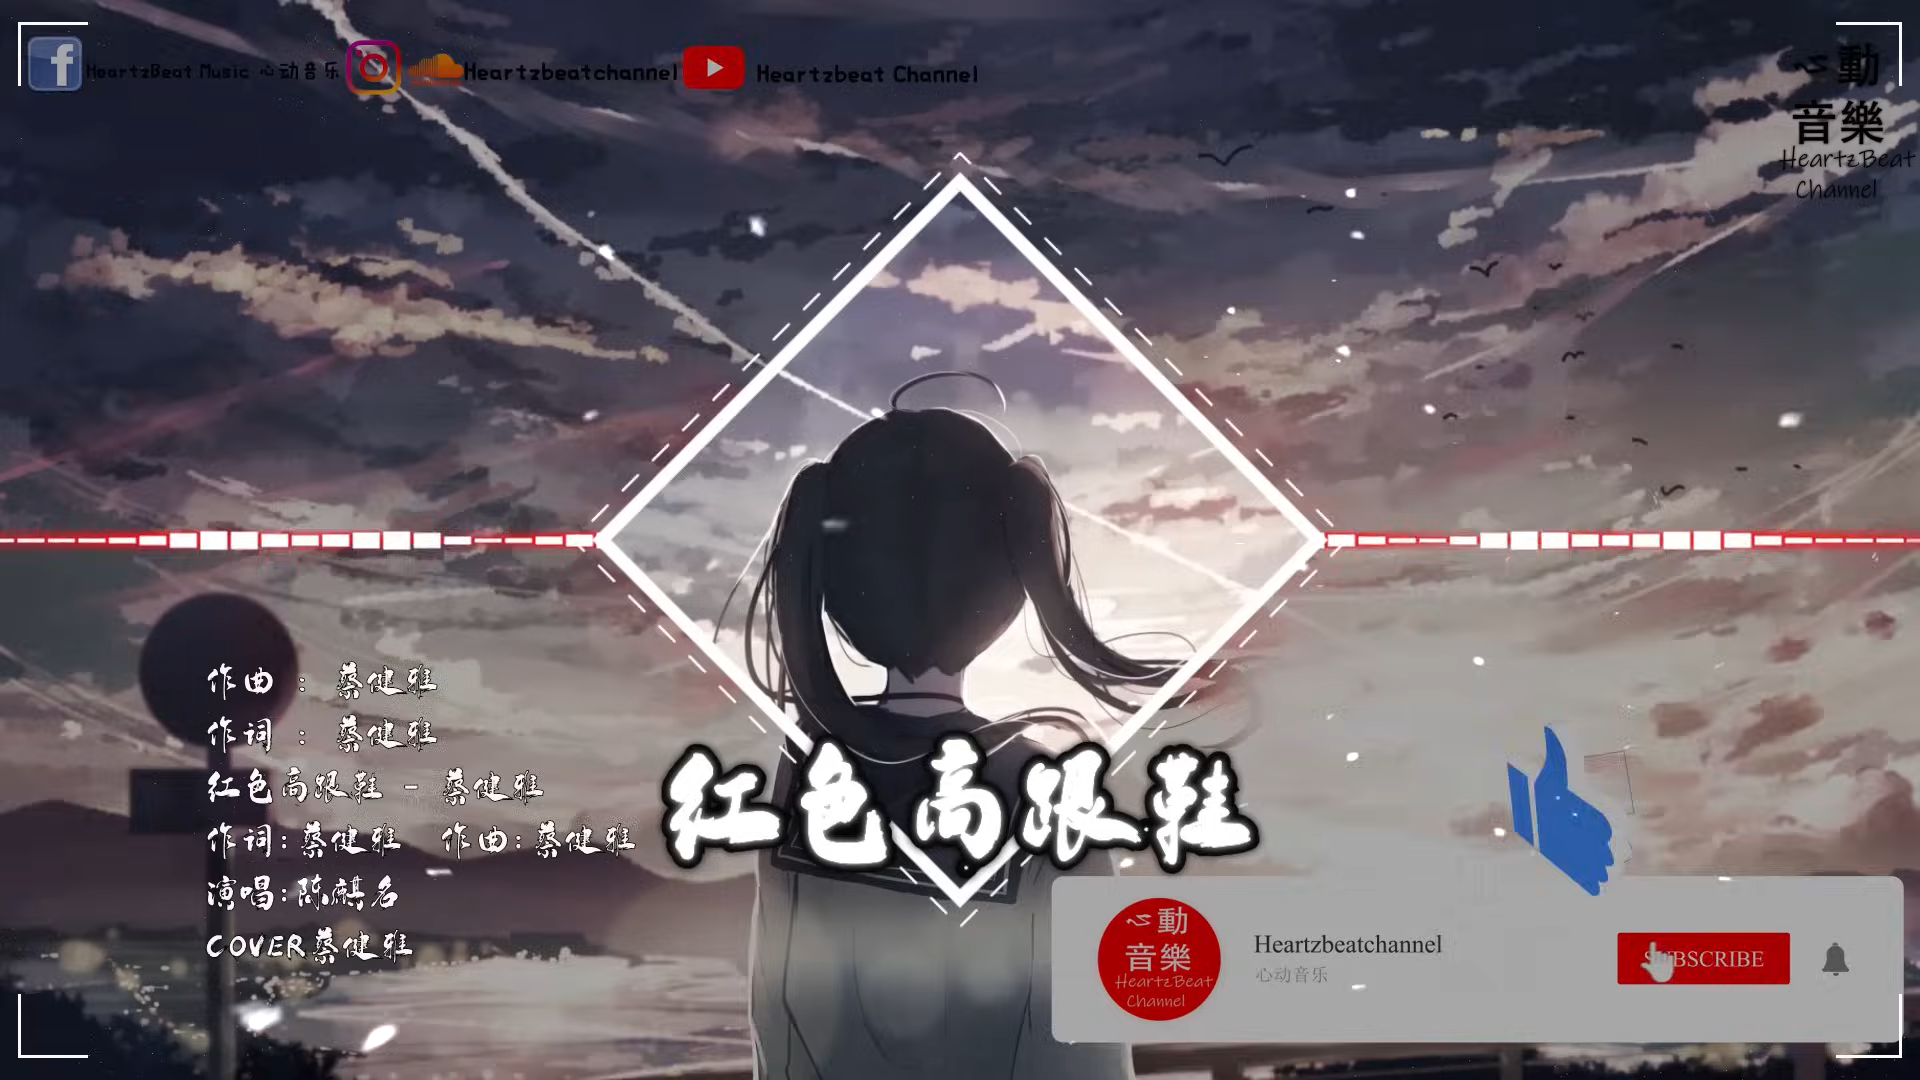 HeartzBeat Music 心动音乐
Heartzbeatchannel
Heartzbeat Channel
心動
音樂
HeartzBeat
Channel
作曲 : 蔡健雅
作词 : 蔡健雅
红色高跟鞋 - 蔡健雅
作词:蔡健雅 作曲:蔡健雅
演唱:陈麒名
COVER蔡健雅
红色高跟鞋
心動
音樂
HeartzBeat
Channel
Heartzbeatchannel
心动音乐
SUBSCRIBE